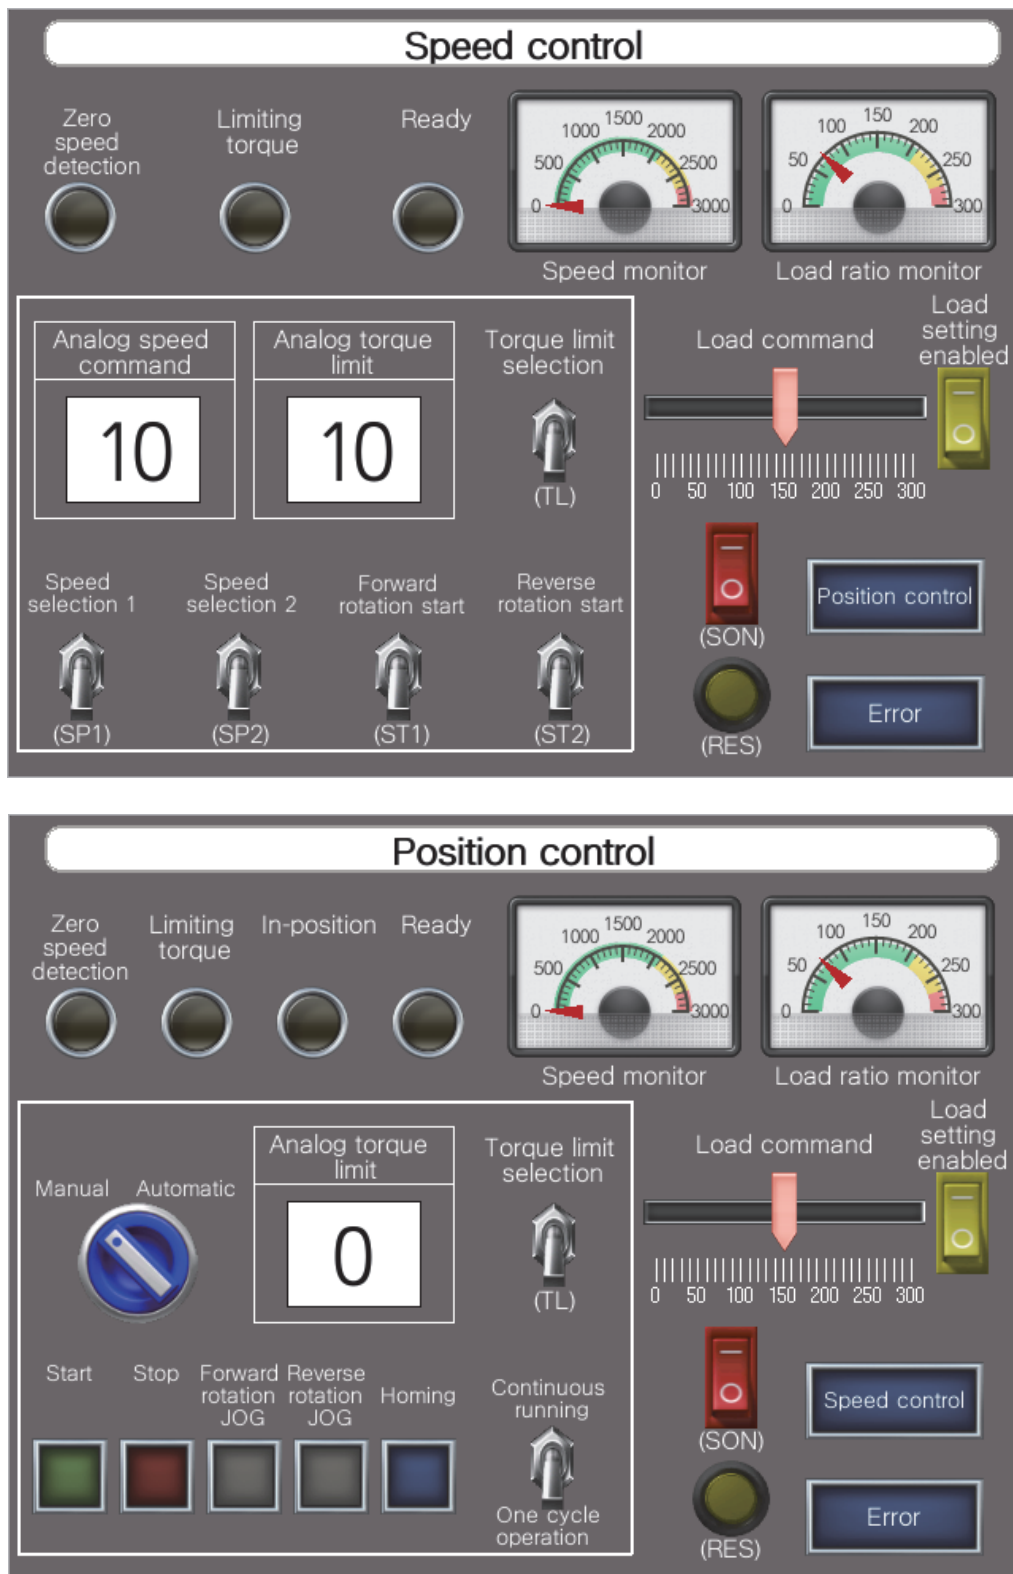 Speed control
Zero
speed
detection
Limiting
torque
Ready
0
500
1000
1500
2000
2500
3000
Speed monitor
0
50
100
150
200
250
300
Load ratio monitor
Analog speed
command
10
Analog torque
limit
10
Torque limit
selection
(TL)
Load command
0 50 100 150 200 250 300
Load
setting
enabled
Speed
selection 1
(SP1)
Speed
selection 2
(SP2)
Forward
rotation start
(ST1)
Reverse
rotation start
(ST2)
(SON)
Position control
(RES)
Error
Position control
Zero
speed
detection
Limiting
torque
In-position
Ready
0
500
1000
1500
2000
2500
3000
Speed monitor
0
50
100
150
200
250
300
Load ratio monitor
Manual Automatic
Analog torque
limit
0
Torque limit
selection
(TL)
Load command
0 50 100 150 200 250 300
Load
setting
enabled
Start
Stop
Forward
rotation
JOG
Reverse
rotation
JOG
Homing
Continuous
running
One cycle
operation
(SON)
Speed control
(RES)
Error